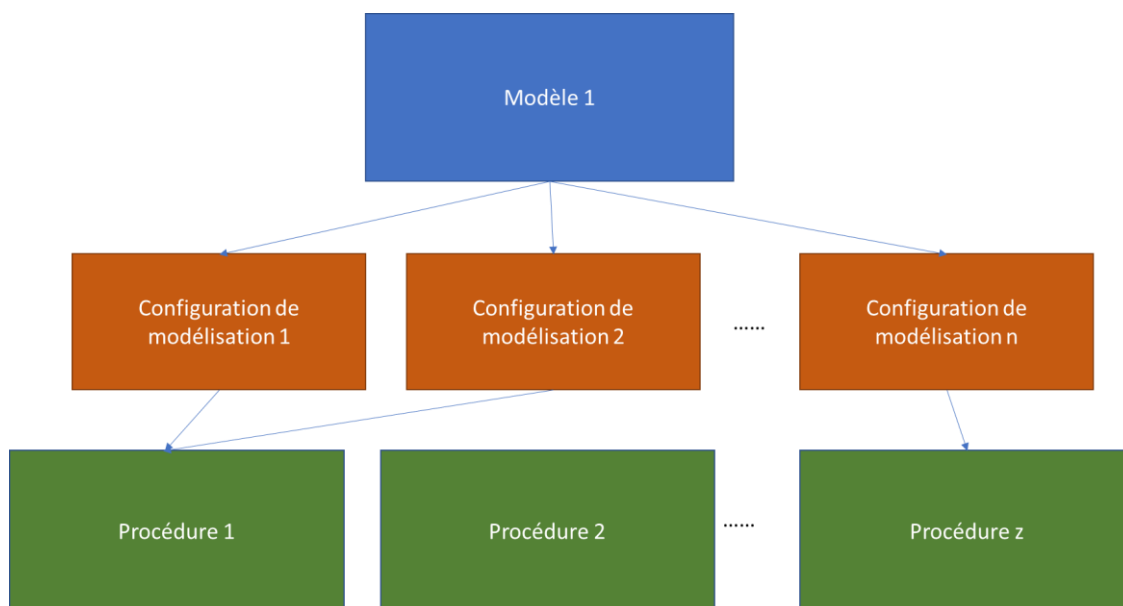 Modèle 1
Configuration de
modélisation 1
Configuration de
modélisation 2
......
Configuration de
modélisation n
Procédure 1
Procédure 2
......
Procédure z